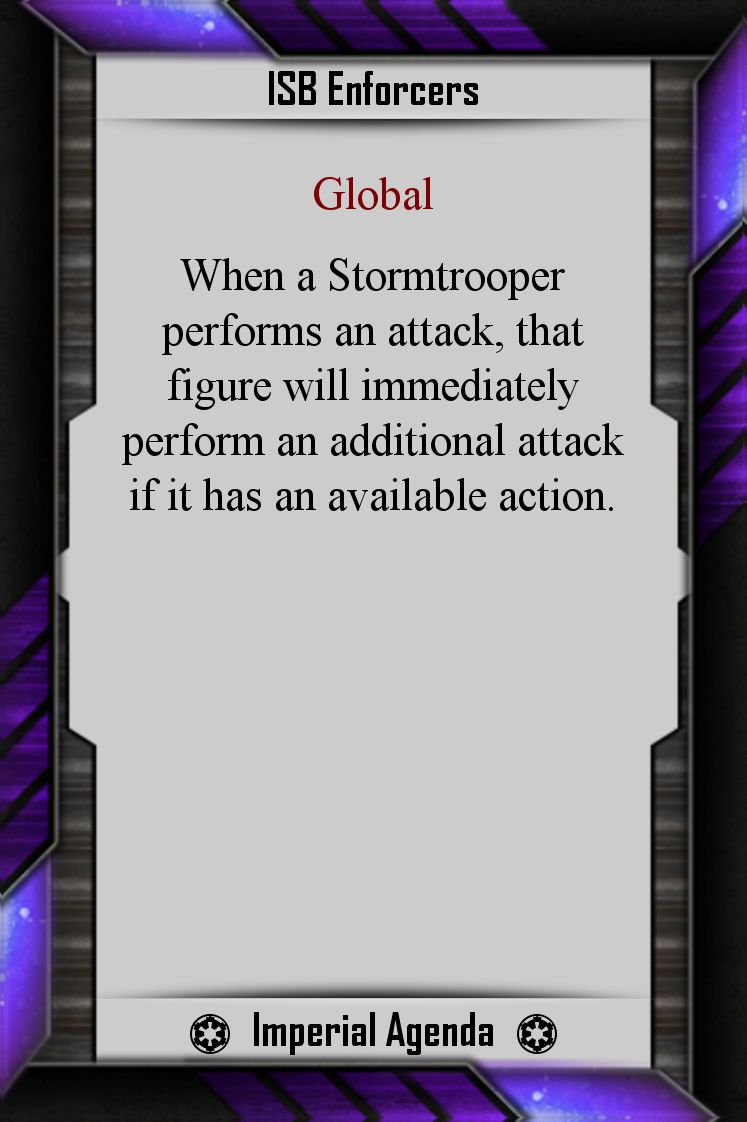 ISB Enforcers
Global
When a Stormtrooper
performs an attack, that
figure will immediately
perform an additional attack
if it has an available action.
Imperial Agenda